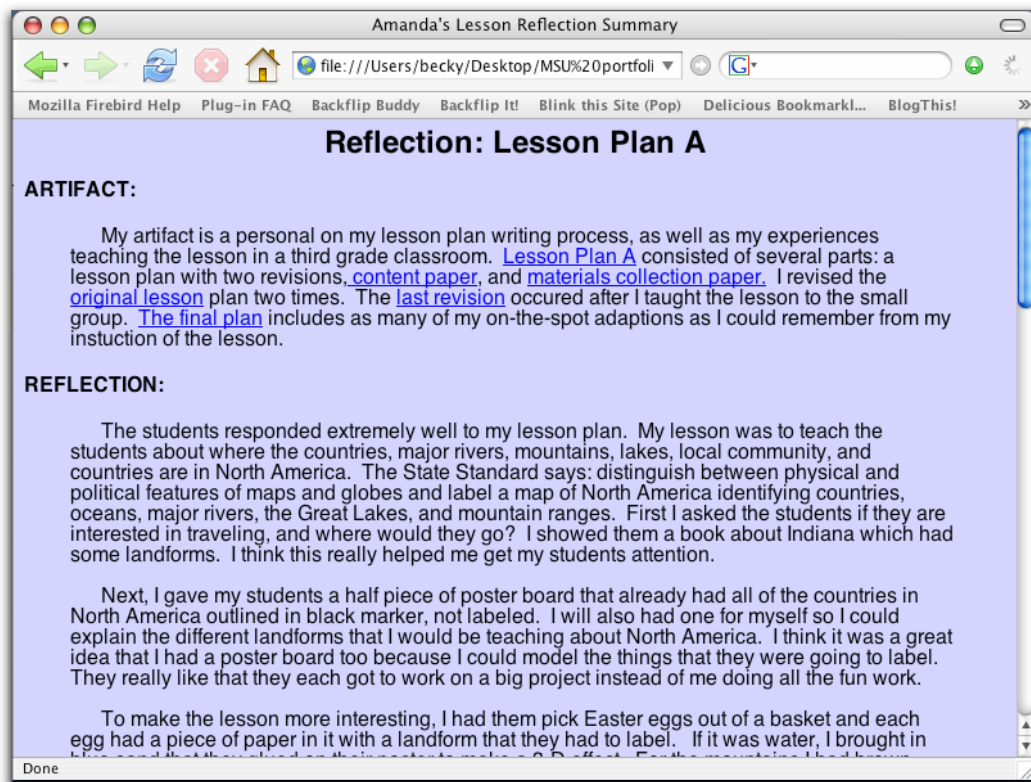 Amanda's Lesson Reflection Summary
file:///Users/becky/Desktop/MSU%20portfoli
G
Mozilla Firebird Help Plug-in FAQ Backflip Buddy Backflip It! Blink this Site (Pop) Delicious Bookmarkl... BlogThis!
Reflection: Lesson Plan A
ARTIFACT:
My artifact is a personal on my lesson plan writing process, as well as my experiences
teaching the lesson in a third grade classroom. Lesson Plan A consisted of several parts: a
lesson plan with two revisions, content paper, and materials collection paper. I revised the
original lesson plan two times. The last revision occured after I taught the lesson to the small
group. The final plan includes as many of my on-the-spot adaptions as I could remember from my
instuction of the lesson.
REFLECTION:
The students responded extremely well to my lesson plan. My lesson was to teach the
students about where the countries, major rivers, mountains, lakes, local community, and
countries are in North America. The State Standard says: distinguish between physical and
political features of maps and globes and label a map of North America identifying countries,
oceans, major rivers, the Great Lakes, and mountain ranges. First I asked the students if they are
interested in traveling, and where would they go? I showed them a book about Indiana which had
some landforms. I think this really helped me get my students attention.
Next, I gave my students a half piece of poster board that already had all of the countries in
North America outlined in black marker, not labeled. I will also had one for myself so I could
explain the different landforms that I would be teaching about North America. I think it was a great
idea that I had a poster board too because I could model the things that they were going to label.
They really like that they each got to work on a big project instead of me doing all the fun work.
To make the lesson more interesting, I had them pick Easter eggs out of a basket and each
egg had a piece of paper in it with a landform that they had to label. If it was water, I brought in
blue sand that they glued on their poster to make a 3-D effect. For the mountains I had brown
Done